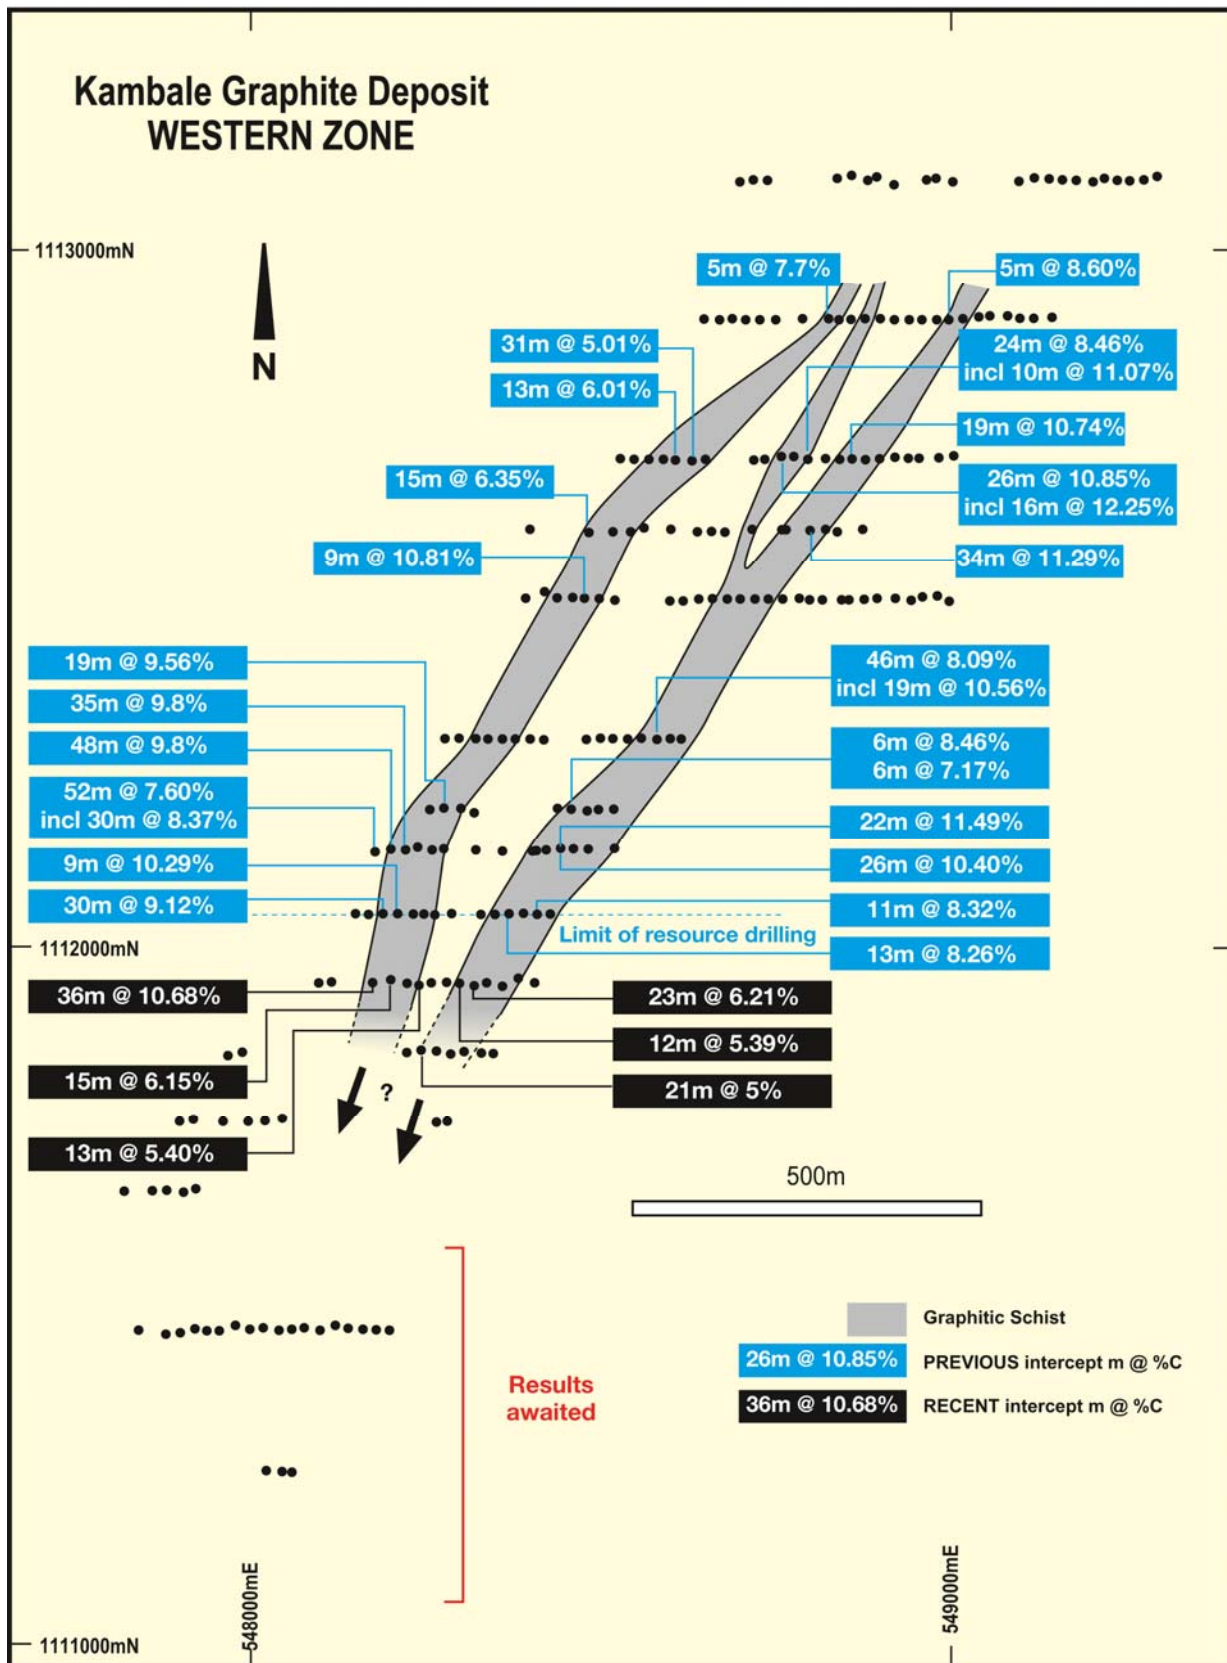 Kambale Graphite Deposit
WESTERN ZONE
1113000mN
N
5m @ 7.7%
5m @ 8.60%
31m @ 5.01%
13m @ 6.01%
24m @ 8.46%
incl 10m @ 11.07%
19m @ 10.74%
15m @ 6.35%
26m @ 10.85%
incl 16m @ 12.25%
9m @ 10.81%
34m @ 11.29%
19m @ 9.56%
35m @ 9.8%
48m @ 9.8%
52m @ 7.60%
incl 30m @ 8.37%
9m @ 10.29%
30m @ 9.12%
46m @ 8.09%
incl 19m @ 10.56%
6m @ 8.46%
6m @ 7.17%
22m @ 11.49%
26m @ 10.40%
11m @ 8.32%
Limit of resource drilling
13m @ 8.26%
1112000mN
36m @ 10.68%
15m @ 6.15%
13m @ 5.40%
23m @ 6.21%
12m @ 5.39%
21m @ 5%
?
500m
Results
awaited
Graphitic Schist
26m @ 10.85%
PREVIOUS intercept m @ %C
36m @ 10.68%
RECENT intercept m @ %C
548000mE
549000mE
1111000mN